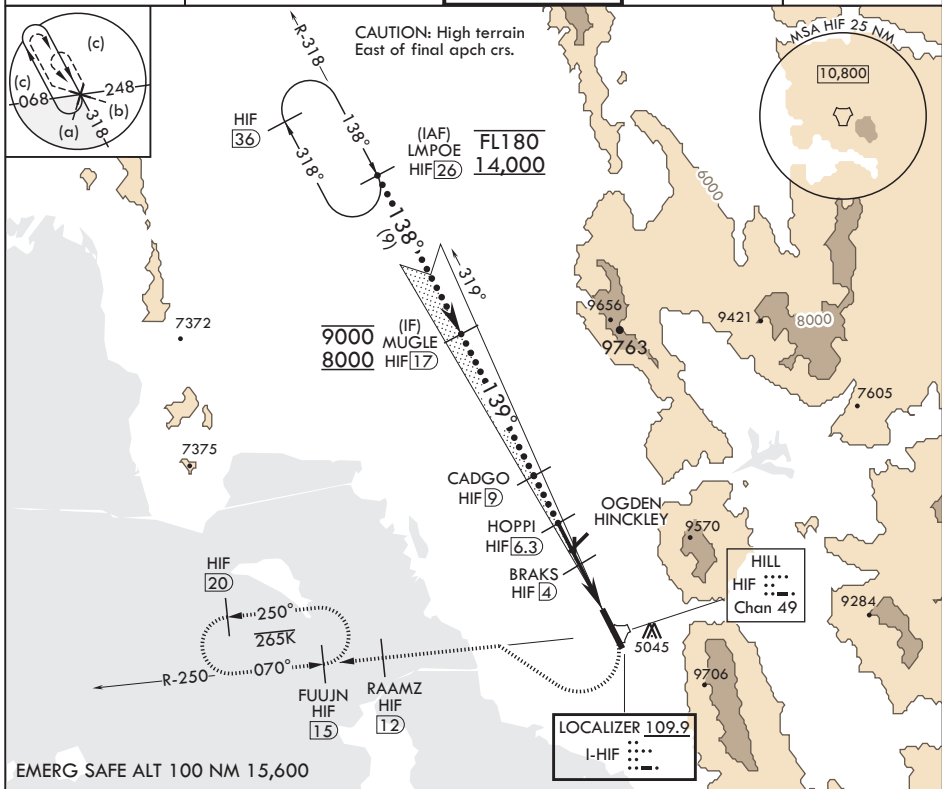 (c)
(c)
068
248
(b)
(a)
318
R-318
CAUTION: High terrain
East of final apch crs.
MSA HIF 25 NM
10,800
HIF
36
138°
318°
(IAF)
LMPOE
HIF 26
FL180
14,000
138°
(9)
319°
6000
7372
9000
8000
(IF)
MUGLE
HIF 17
9656
9763
9421
8000
7605
139°
7375
CADGO
HIF 9
HOPPI
HIF 6.3
OGDEN
HINCKLEY
9570
BRAKS
HIF 4
HILL
HIF
Chan 49
HIF
20
250°
265K
070°
R-250
5045
9284
FUUJN
HIF
15
RAAMZ
HIF
12
9706
LOCALIZER 109.9
I-HIF
EMERG SAFE ALT 100 NM 15,600